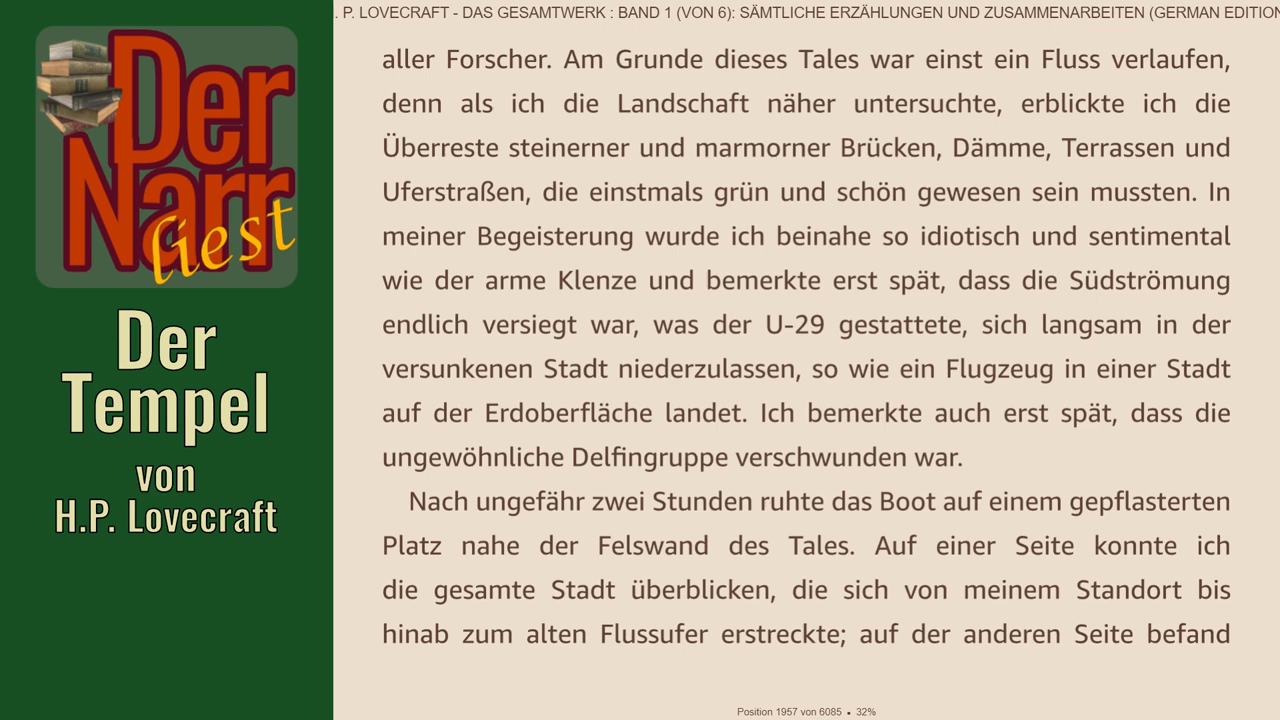 Der
Narr
liest
Der
Tempel
von
H.P. Lovecraft
. P. LOVECRAFT - DAS GESAMTWERK : BAND 1 (VON 6): SÄMTLICHE ERZÄHLUNGEN UND ZUSAMMENARBEITEN (GERMAN EDITION
aller Forscher. Am Grunde dieses Tales war einst ein Fluss verlaufen,
denn als ich die Landschaft näher untersuchte, erblickte ich die
Überreste steinerner und marmorner Brücken, Dämme, Terrassen und
Uferstraßen, die einstmals grün und schön gewesen sein mussten. In
meiner Begeisterung wurde ich beinahe so idiotisch und sentimental
wie der arme Klenze und bemerkte erst spät, dass die Südströmung
endlich versiegt war, was der U-29 gestattete, sich langsam in der
versunkenen Stadt niederzulassen, so wie ein Flugzeug in einer Stadt
auf der Erdoberfläche landet. Ich bemerkte auch erst spät, dass die
ungewöhnliche Delfingruppe verschwunden war.
Nach ungefähr zwei Stunden ruhte das Boot auf einem gepflasterten
Platz nahe der Felswand des Tales. Auf einer Seite konnte ich
die gesamte Stadt überblicken, die sich von meinem Standort bis
hinab zum alten Flussufer erstreckte; auf der anderen Seite befand
Position 1957 von 6085 • 32%